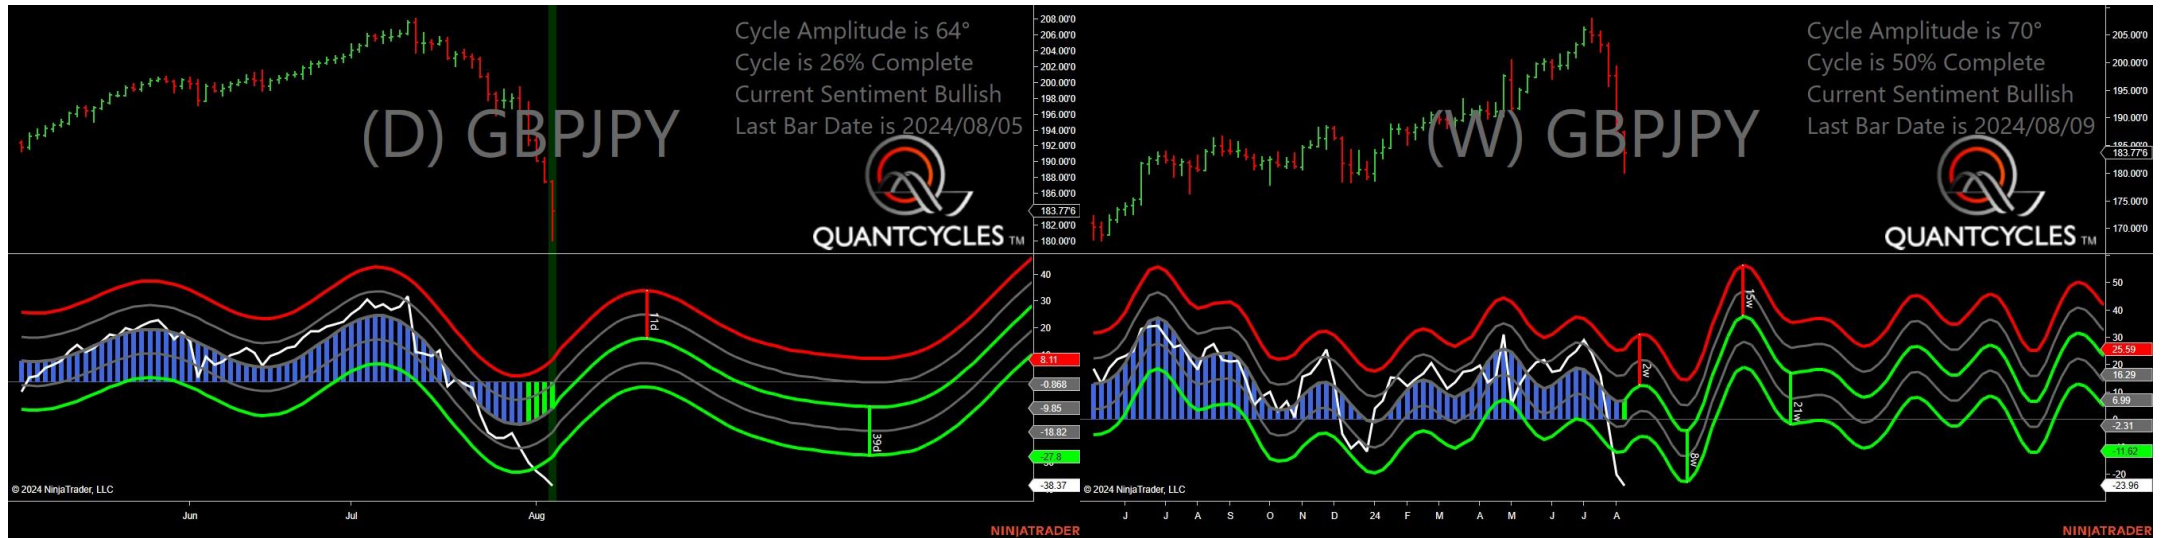 Cycle Amplitude is 64°
Cycle is 26% Complete
Current Sentiment Bullish
Last Bar Date is 2024/08/05
(D) GBPJPY
QUANTCYCLES TM
208.00'0
206.00'0
204.00'0
202.00'0
200.00'0
198.00'0
196.00'0
194.00'0
192.00'0
190.00'0
188.00'0
186.00'0
183.77'6
182.00'0
180.00'0
40
30
20
8.11
-0.868
-9.85
-18.82
-27.8
-38.37
11d
39d
© 2024 NinjaTrader, LLC
Jun Jul Aug
NINJATRADER
Cycle Amplitude is 70°
Cycle is 50% Complete
Current Sentiment Bullish
Last Bar Date is 2024/08/09
(W) GBPJPY
QUANTCYCLES TM
205.00'0
200.00'0
195.00'0
190.00'0
185.00'0
183.77'6
180.00'0
175.00'0
170.00'0
50
40
30
25.59
16.29
10
6.99
0
-2.31
-11.62
-20
-23.96
2w
8w
15w
21w
© 2024 NinjaTrader, LLC
J J A S O N D 24 F M A M J J A
NINJATRADER